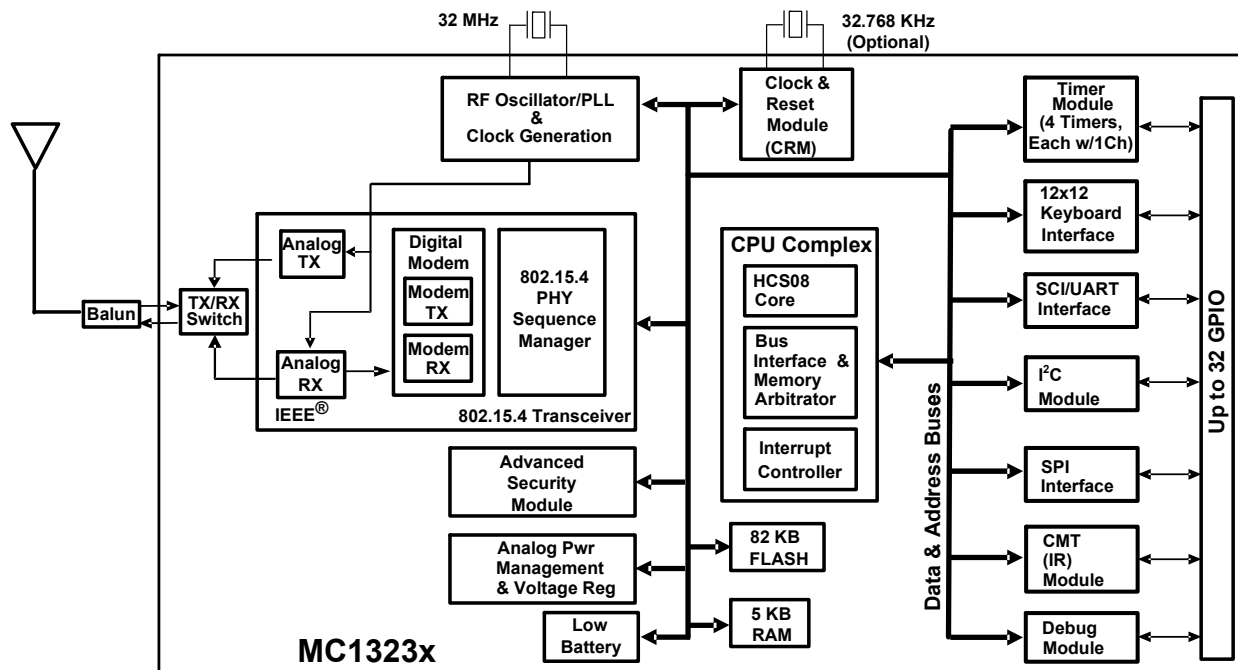 32 MHz
32.768 KHz
(Optional)
RF Oscillator/PLL
&
Clock Generation
Clock &
Reset
Module
(CRM)
Timer
Module
(4 Timers,
Each w/1Ch)
12x12
Keyboard
Interface
SCI/UART
Interface
I²C
Module
SPI
Interface
CMT
(IR)
Module
Debug
Module
Up to 32 GPIO
Data & Address Buses
Balun
TX/RX
Switch
Analog
TX
Analog
RX
IEEE®
Digital
Modem
Modem
TX
Modem
RX
802.15.4
PHY
Sequence
Manager
802.15.4 Transceiver
CPU Complex
HCS08
Core
Bus
Interface &
Memory
Arbitrator
Interrupt
Controller
Advanced
Security
Module
Analog Pwr
Management
& Voltage Reg
Low
Battery
82 KB
FLASH
5 KB
RAM
MC1323x